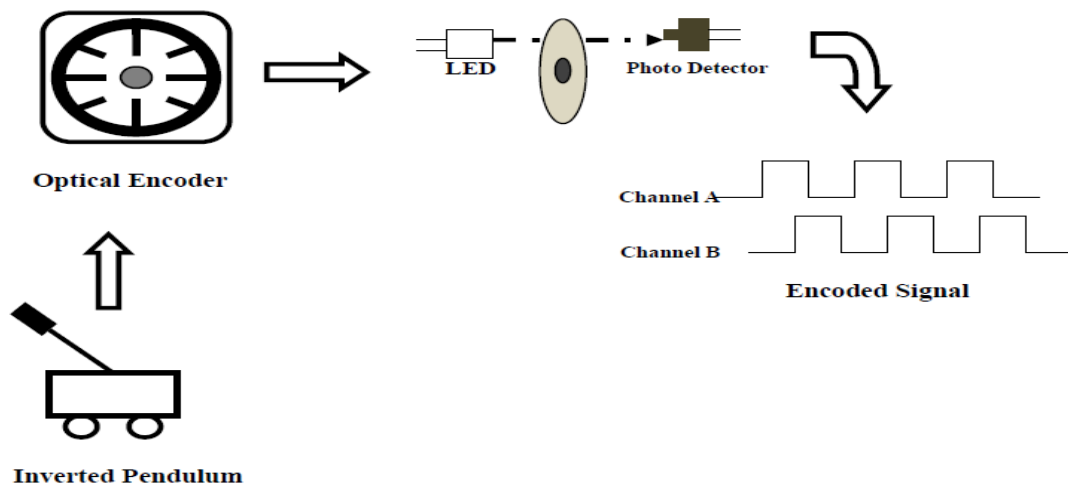 LED
Photo Detector
Optical Encoder
Channel A
Channel B
Encoded Signal
Inverted Pendulum